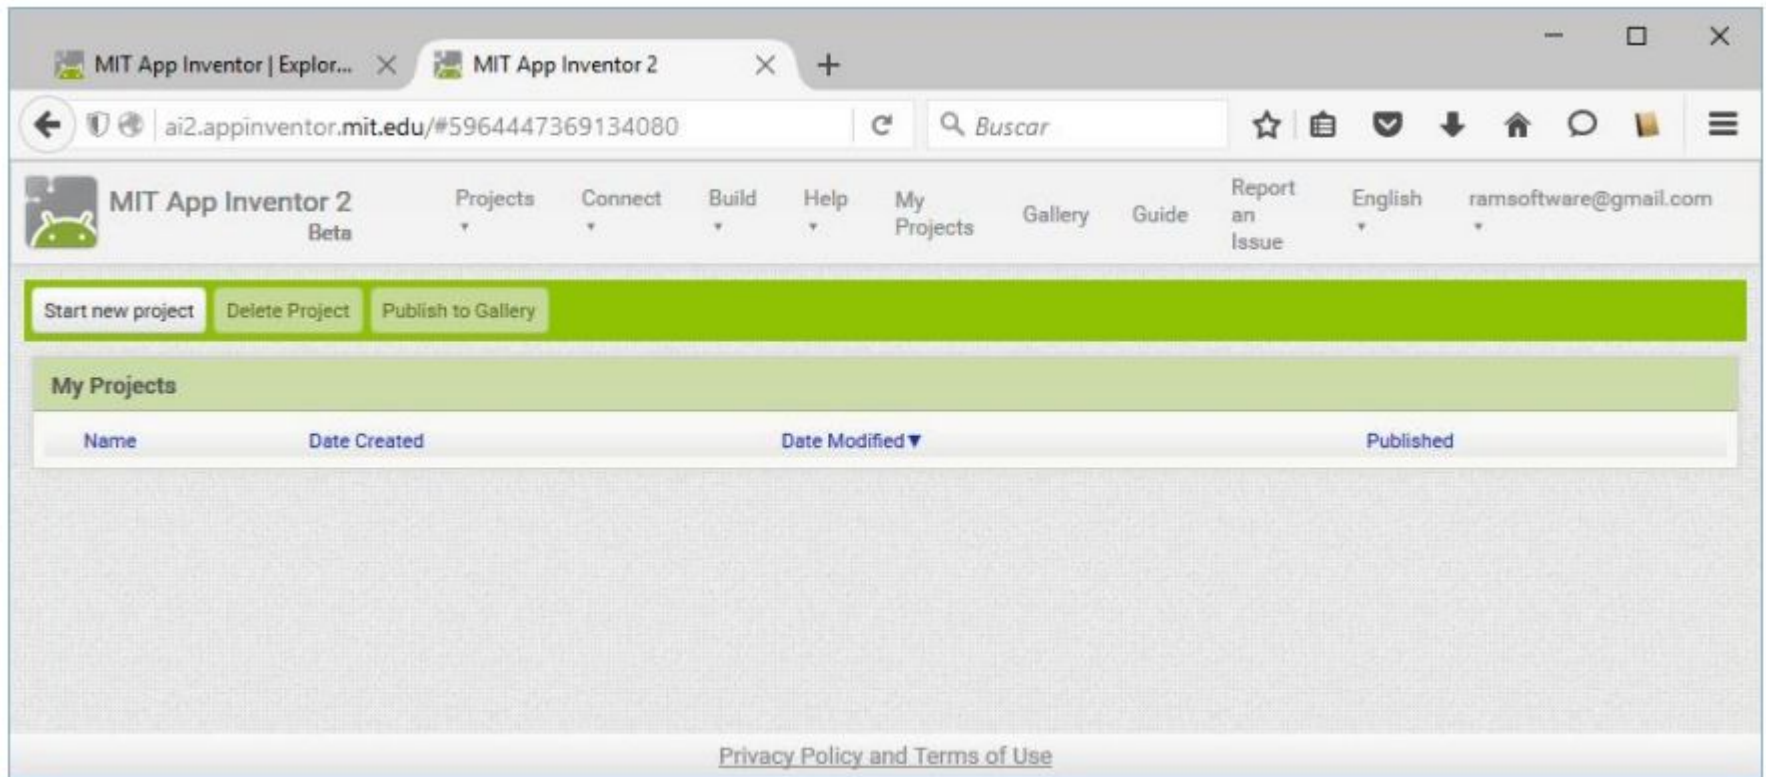 MIT App Inventor | Explor...
MIT App Inventor 2
ai2.appinventor.mit.edu/#5964447369134080
Buscar
MIT App Inventor 2
Beta
Projects
Connect
Build
Help
My
Projects
Gallery
Guide
Report
an
Issue
English
ramsoftware@gmail.com
Start new project
Delete Project
Publish to Gallery
My Projects
Name
Date Created
Date Modified▼
Published
Privacy Policy and Terms of Use